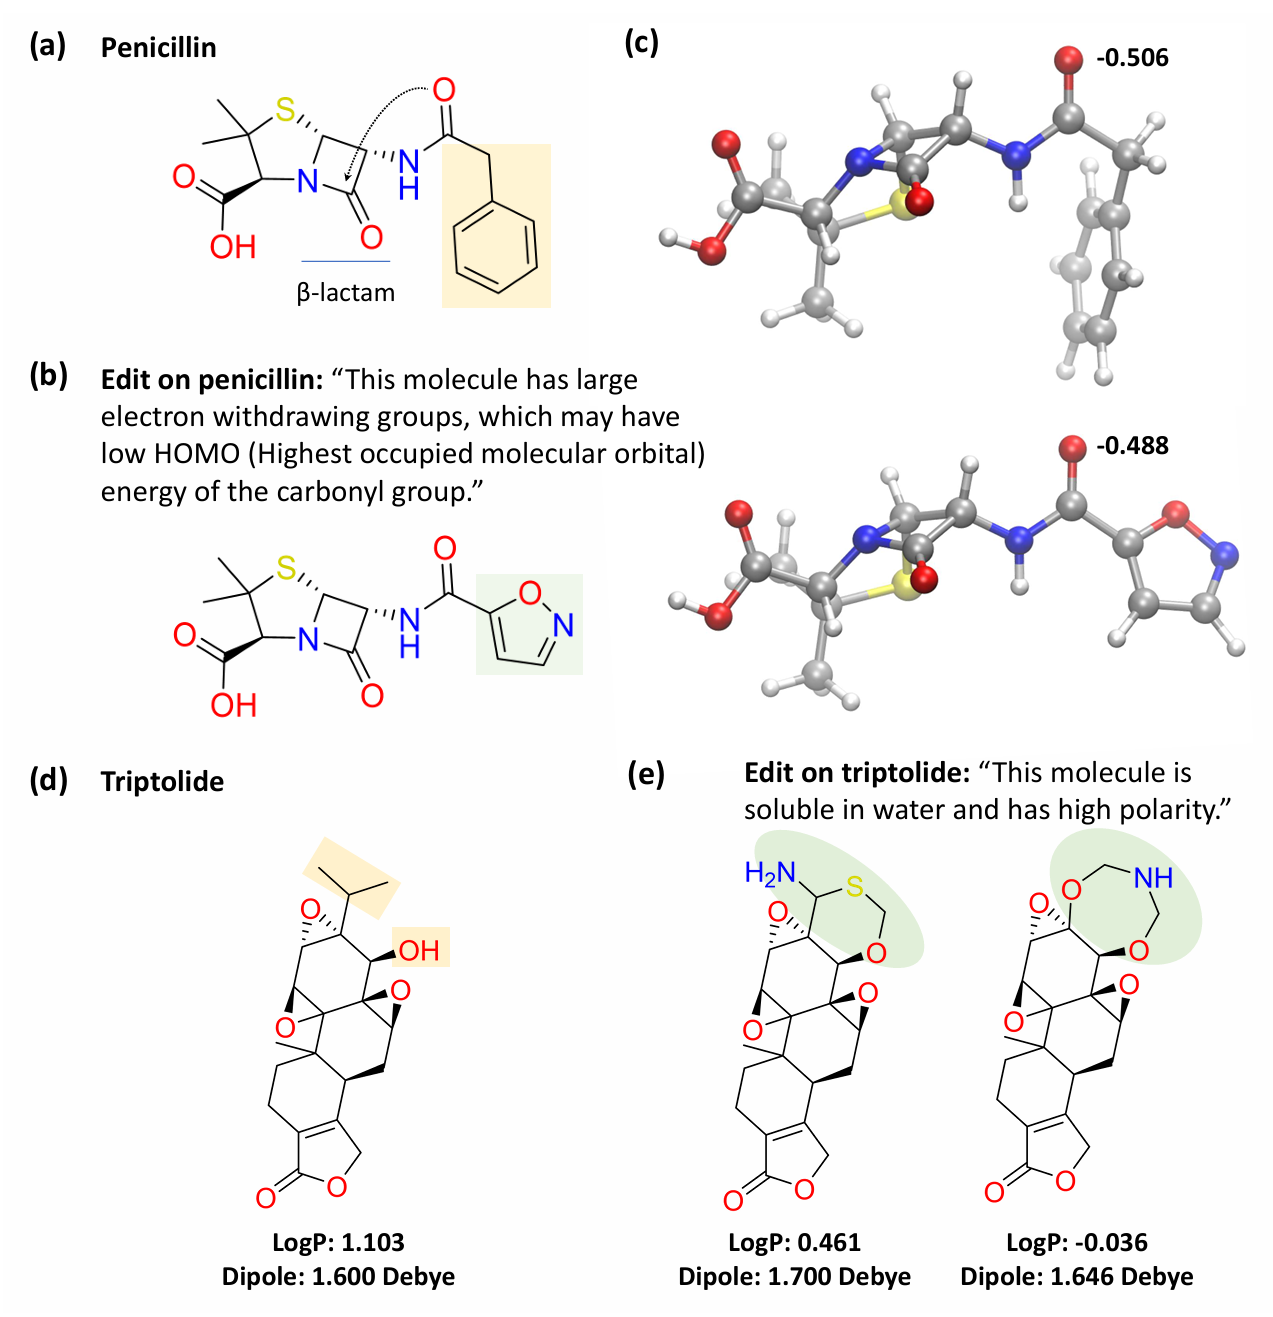 (a) Penicillin
S
O
N
N
H
O
O
OH
β-lactam
(b) Edit on penicillin: “This molecule has large
electron withdrawing groups, which may have
low HOMO (Highest occupied molecular orbital)
energy of the carbonyl group.”
O
S
O
N
N
N
H
O
O
OH
(c)
-0.506
-0.488
(d) Triptolide
O
OH
O
O
O
O
LogP: 1.103
Dipole: 1.600 Debye
(e) Edit on triptolide: “This molecule is
soluble in water and has high polarity.”
H₂N
S
O
O
O
O
O
O
LogP: 0.461
Dipole: 1.700 Debye
NH
O
O
O
O
O
O
O
LogP: -0.036
Dipole: 1.646 Debye